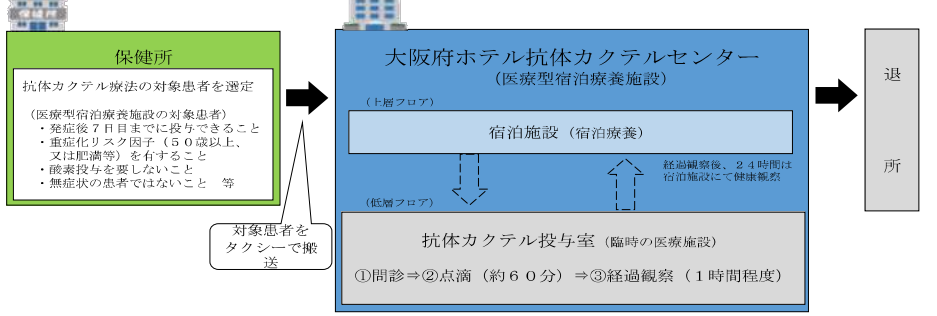 保健所
保健所
抗体カクテル療法の対象患者を選定
（医療型宿泊療養施設の対象患者）
・発症後７日目までに投与できること
・重症化リスク因子（５０歳以上、
又は肥満等）を有すること
・酸素投与を要しないこと
・無症状の患者ではないこと　等
対象患者を
タクシーで搬
送
大阪府ホテル抗体カクテルセンター
（医療型宿泊療養施設）
（上層フロア）
宿泊施設（宿泊療養）
経過観察後、２４時間は
宿泊施設にて健康観察
（低層フロア）
抗体カクテル投与室（臨時の医療施設）
①問診⇒②点滴（約６０分）⇒③経過観察（１時間程度）
退
所